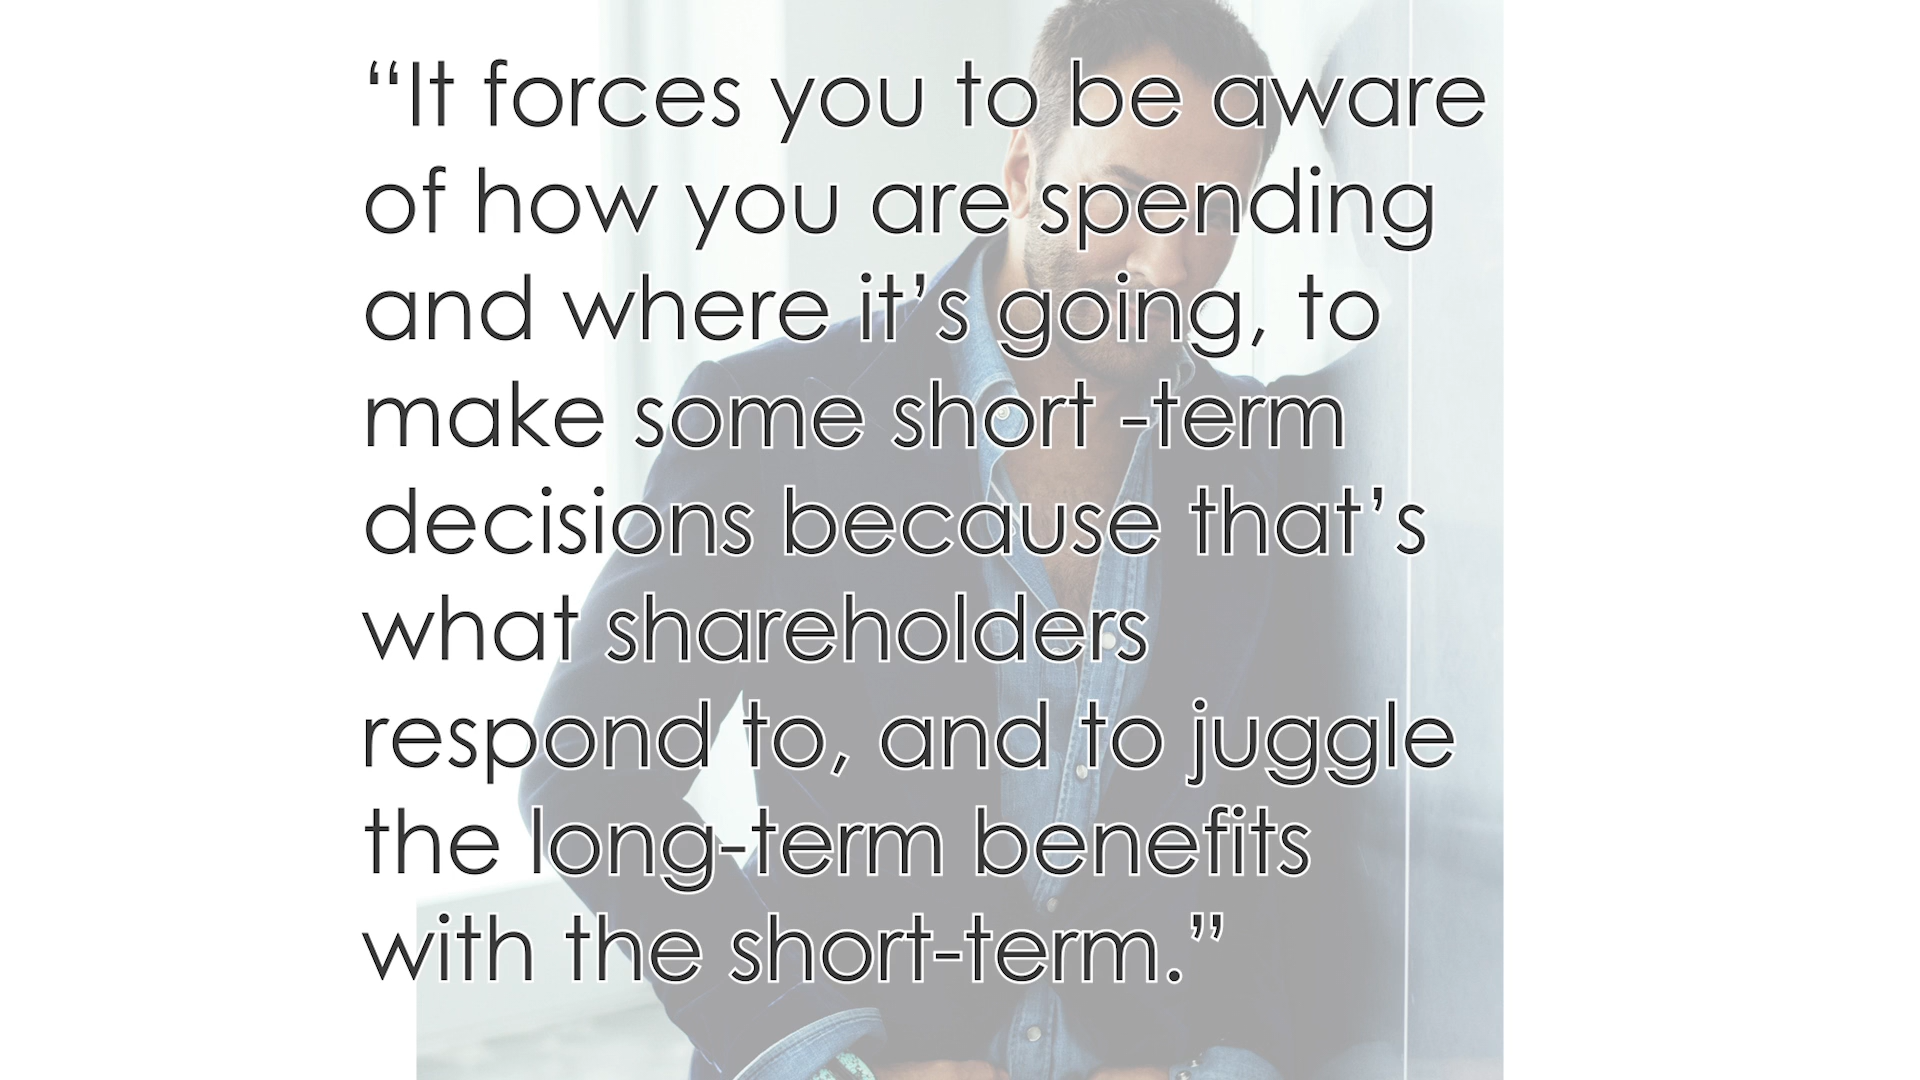 “It forces you to be aware
of how you are spending
and where it’s going, to
make some short -term
decisions because that’s
what shareholders
respond to, and to juggle
the long-term benefits
with the short-term.”